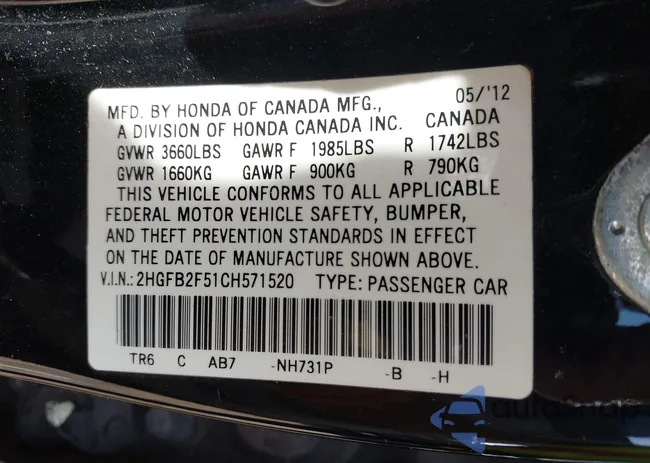 MFD. BY HONDA OF CANADA MFG., 05/'12
A DIVISION OF HONDA CANADA INC. CANADA
GVWR 3660LBS GAWR F 1985LBS R 1742LBS
GVWR 1660KG GAWR F 900KG R 790KG
THIS VEHICLE CONFORMS TO ALL APPLICABLE
FEDERAL MOTOR VEHICLE SAFETY, BUMPER,
AND THEFT PREVENTION STANDARDS IN EFFECT
ON THE DATE OF MANUFACTURE SHOWN ABOVE.
V.I.N.: 2HGFB2F51CH571520 TYPE: PASSENGER CAR
TR6 C AB7 -NH731P -B -H
autoSnap